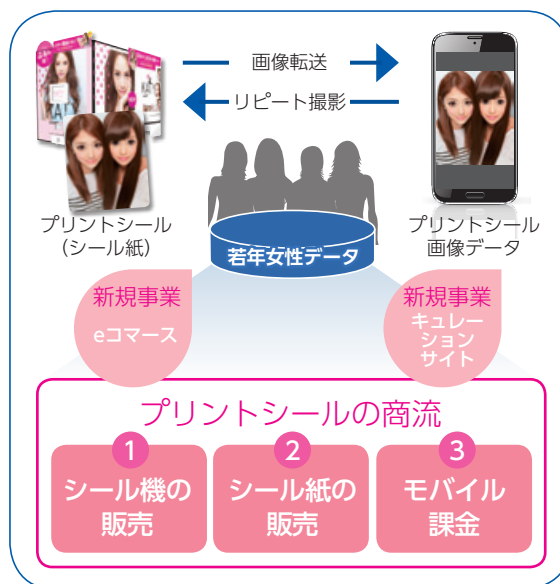 画像転送
リピート撮影
プリントシール
(シール紙)
プリントシール
画像データ
若年女性データ
新規事業
eコマース
新規事業
キュレー
ション
サイト
プリントシールの商流
1
シール機の
販売
2
シール紙の
販売
3
モバイル
課金